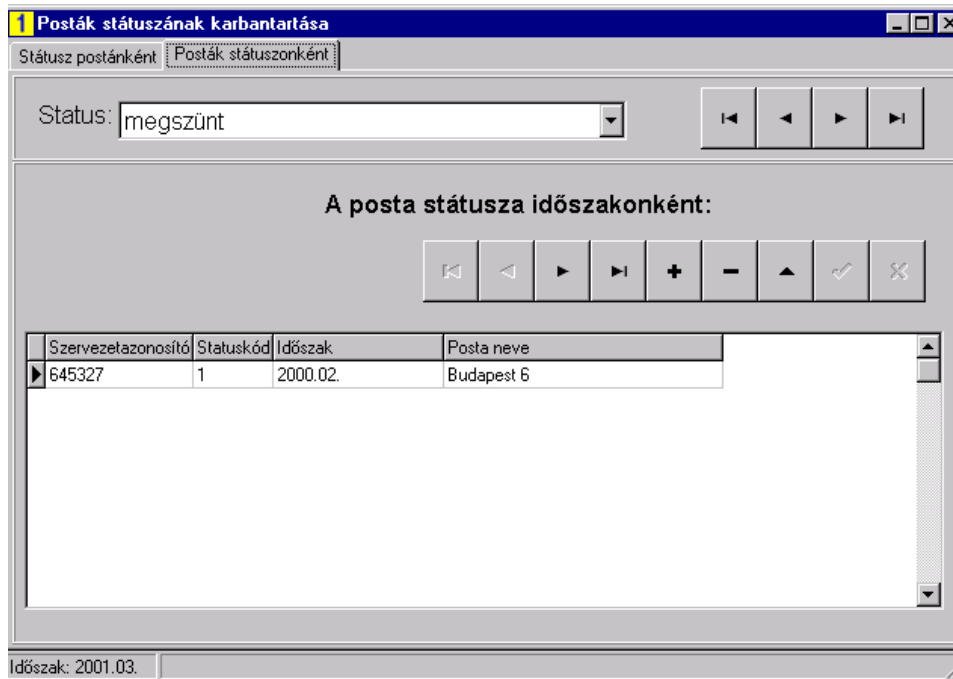 1 Posták státuszának karbantartása
Státusz postánként Posták státuszonként
Status: megszünt
A posta státusza időszakonként:
Szervezetazonosító Statuskód Időszak Posta neve
645327 1 2000.02. Budapest 6
Időszak: 2001.03.